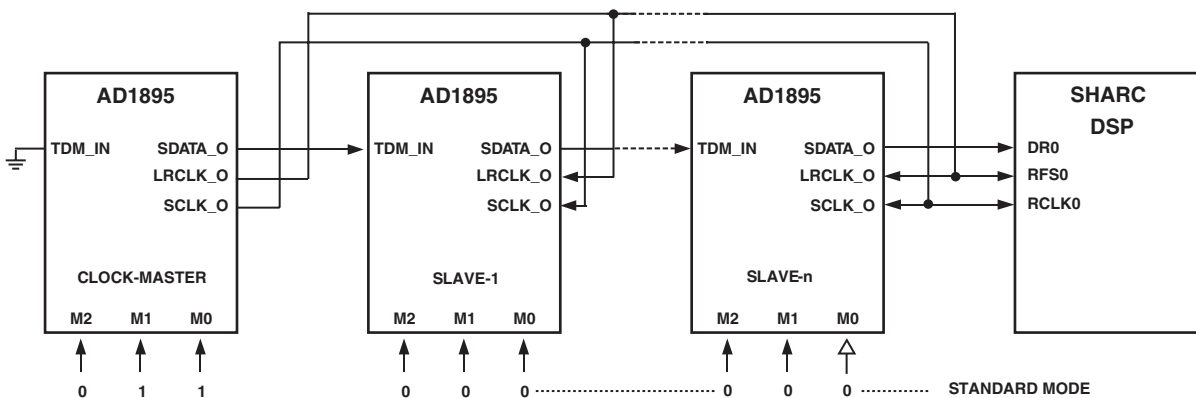 AD1895 AD1895 AD1895 SHARC
DSP
TDM_IN SDATA_O TDM_IN SDATA_O TDM_IN SDATA_O DR0
LRCLK_O LRCLK_O LRCLK_O RFS0
SCLK_O SCLK_O SCLK_O RCLK0
CLOCK-MASTER SLAVE-1 SLAVE-n
M2 M1 M0 M2 M1 M0 M2 M1 M0
0 1 1 0 0 0 0 0 0 STANDARD MODE